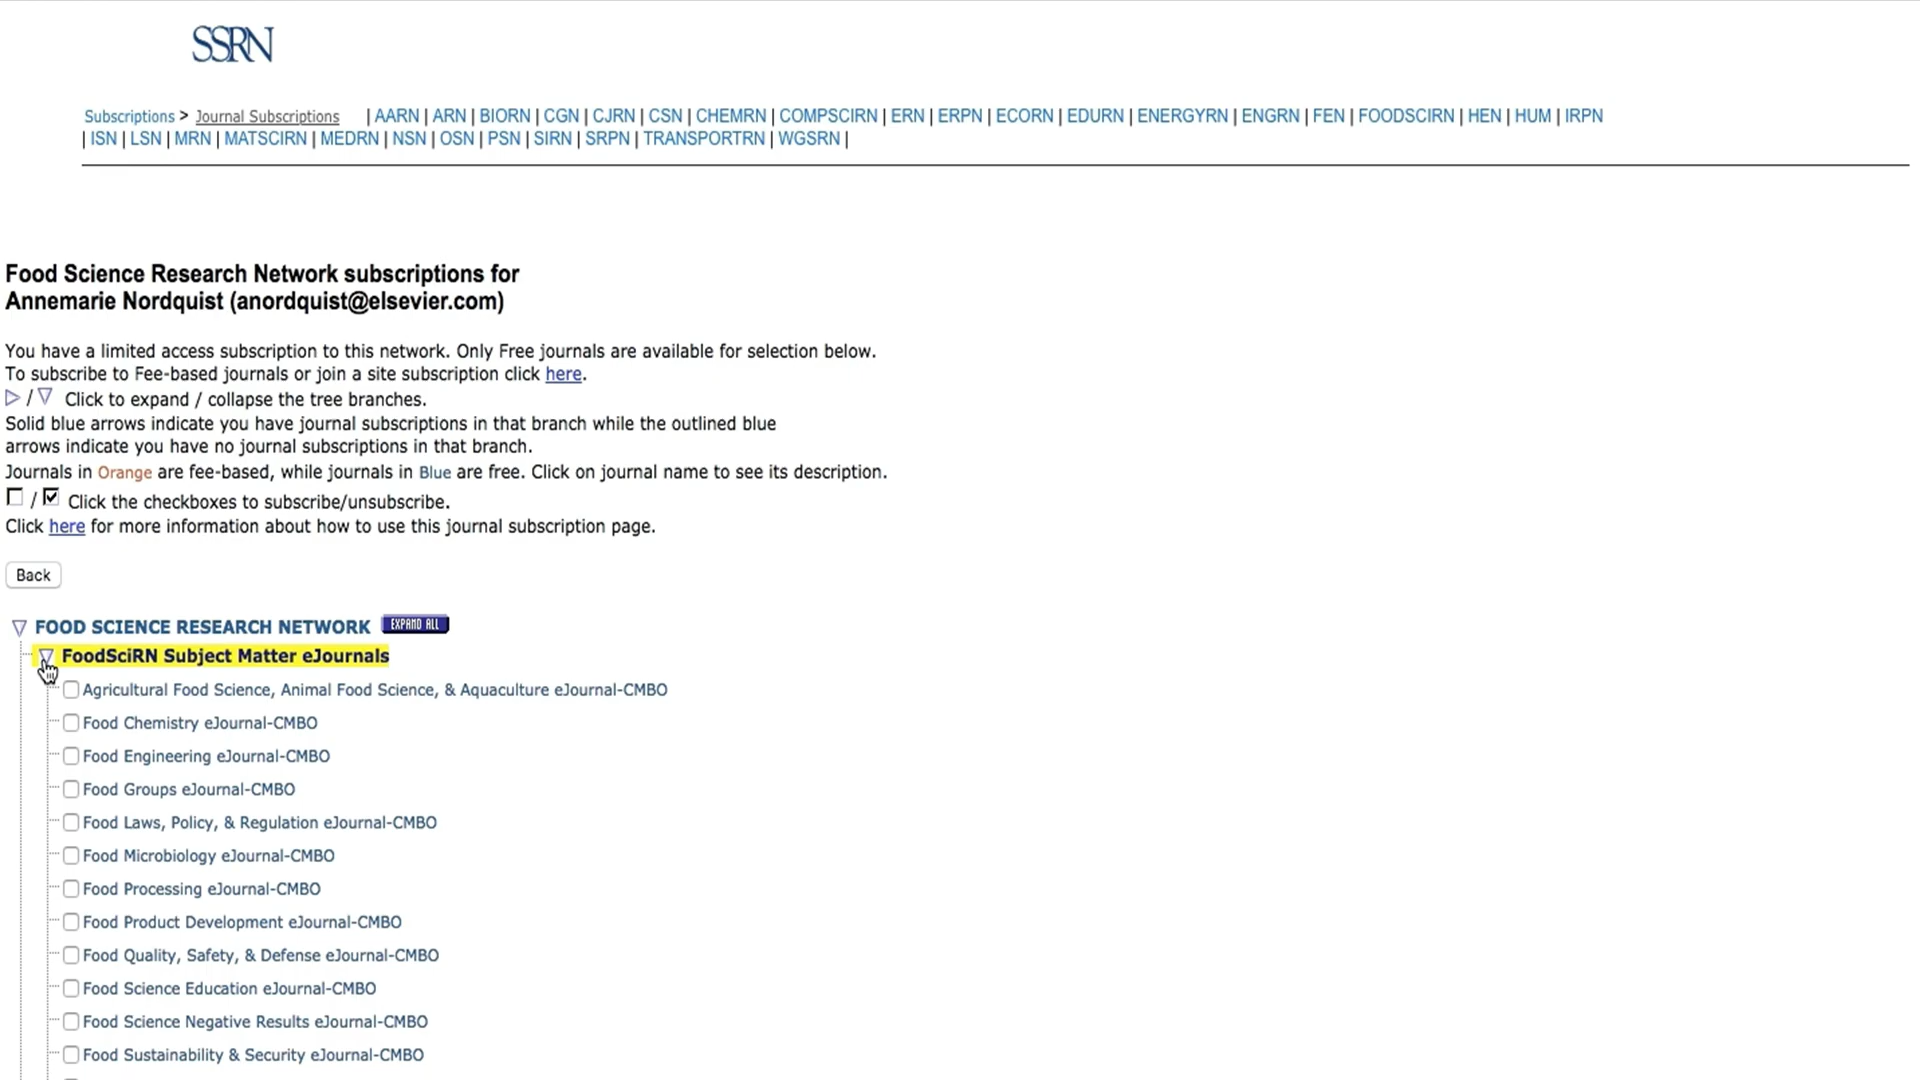 SSRN
Subscriptions > Journal Subscriptions | AARN | ARN | BIORN | CGN | CJRN | CSN | CHEMRN | COMPSCIRN | ERN | ERPN | ECORN | EDURN | ENERGYRN | ENGRN | FEN | FOODSCIRN | HEN | HUM | IRPN
| ISN | LSN | MRN | MATSCIRN | MEDRN | NSN | OSN | PSN | SIRN | SRPN | TRANSPORTRN | WGSRN |
Food Science Research Network subscriptions for
Annemarie Nordquist (anordquist@elsevier.com)
You have a limited access subscription to this network. Only Free journals are available for selection below.
To subscribe to Fee-based journals or join a site subscription click here.
/ Click to expand / collapse the tree branches.
Solid blue arrows indicate you have journal subscriptions in that branch while the outlined blue
arrows indicate you have no journal subscriptions in that branch.
Journals in Orange are fee-based, while journals in Blue are free. Click on journal name to see its description.
/ Click the checkboxes to subscribe/unsubscribe.
Click here for more information about how to use this journal subscription page.
Back
FOOD SCIENCE RESEARCH NETWORK EXPAND ALL
FoodSciRN Subject Matter eJournals
Agricultural Food Science, Animal Food Science, & Aquaculture eJournal-CMBO
Food Chemistry eJournal-CMBO
Food Engineering eJournal-CMBO
Food Groups eJournal-CMBO
Food Laws, Policy, & Regulation eJournal-CMBO
Food Microbiology eJournal-CMBO
Food Processing eJournal-CMBO
Food Product Development eJournal-CMBO
Food Quality, Safety, & Defense eJournal-CMBO
Food Science Education eJournal-CMBO
Food Science Negative Results eJournal-CMBO
Food Sustainability & Security eJournal-CMBO